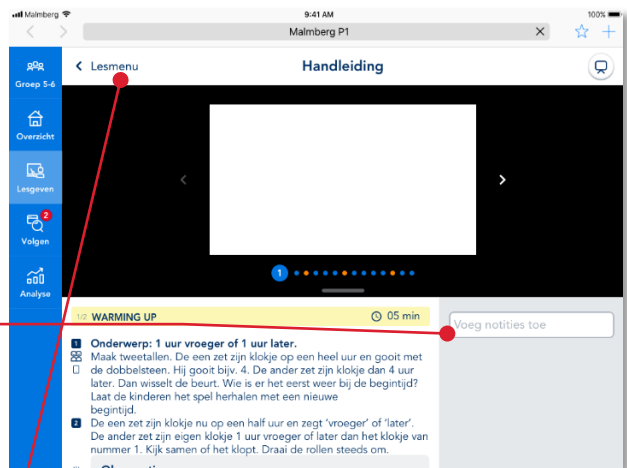 Malmberg
9:41 AM
100%
Malmberg P1
Groep 5-6
Overzicht
Lesgeven
2
Volgen
Analyse
Lesmenu
Handleiding
1
1/2 WARMING UP
05 min
Voeg notities toe
1 Onderwerp: 1 uur vroeger of 1 uur later.
Maak tweetallen. De een zet zijn klokje op een heel uur en gooit met
de dobbelsteen. Hij gooit bijv. 4. De ander zet zijn klokje dan 4 uur
later. Dan wisselt de beurt. Wie is er het eerst weer bij de begintijd?
Laat de kinderen het spel herhalen met een nieuwe
begintijd.
2 De een zet zijn klokje nu op een half uur en zegt ‘vroeger’ of ‘later’.
De ander zet zijn eigen klokje 1 uur vroeger of later dan het klokje van
nummer 1. Kijk samen of het klopt. Draai de rollen steeds om.